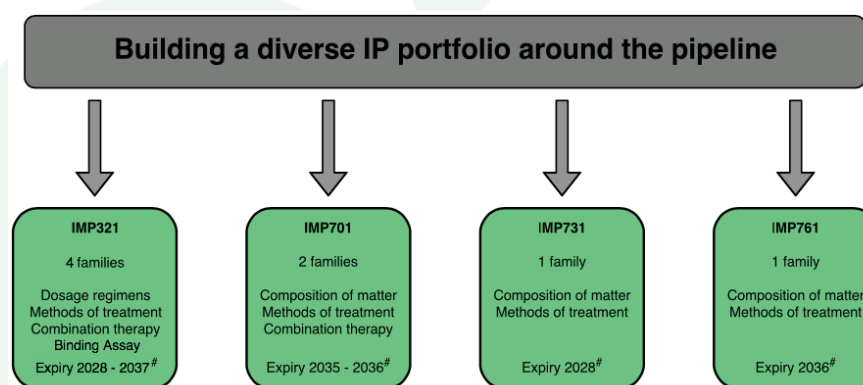 Building a diverse IP portfolio around the pipeline
IMP321
4 families
Dosage regimens
Methods of treatment
Combination therapy
Binding Assay
Expiry 2028 - 2037#
IMP701
2 families
Composition of matter
Methods of treatment
Combination therapy
Expiry 2035 - 2036#
IMP731
1 family
Composition of matter
Methods of treatment
Expiry 2028#
IMP761
1 family
Composition of matter
Methods of treatment
Expiry 2036#